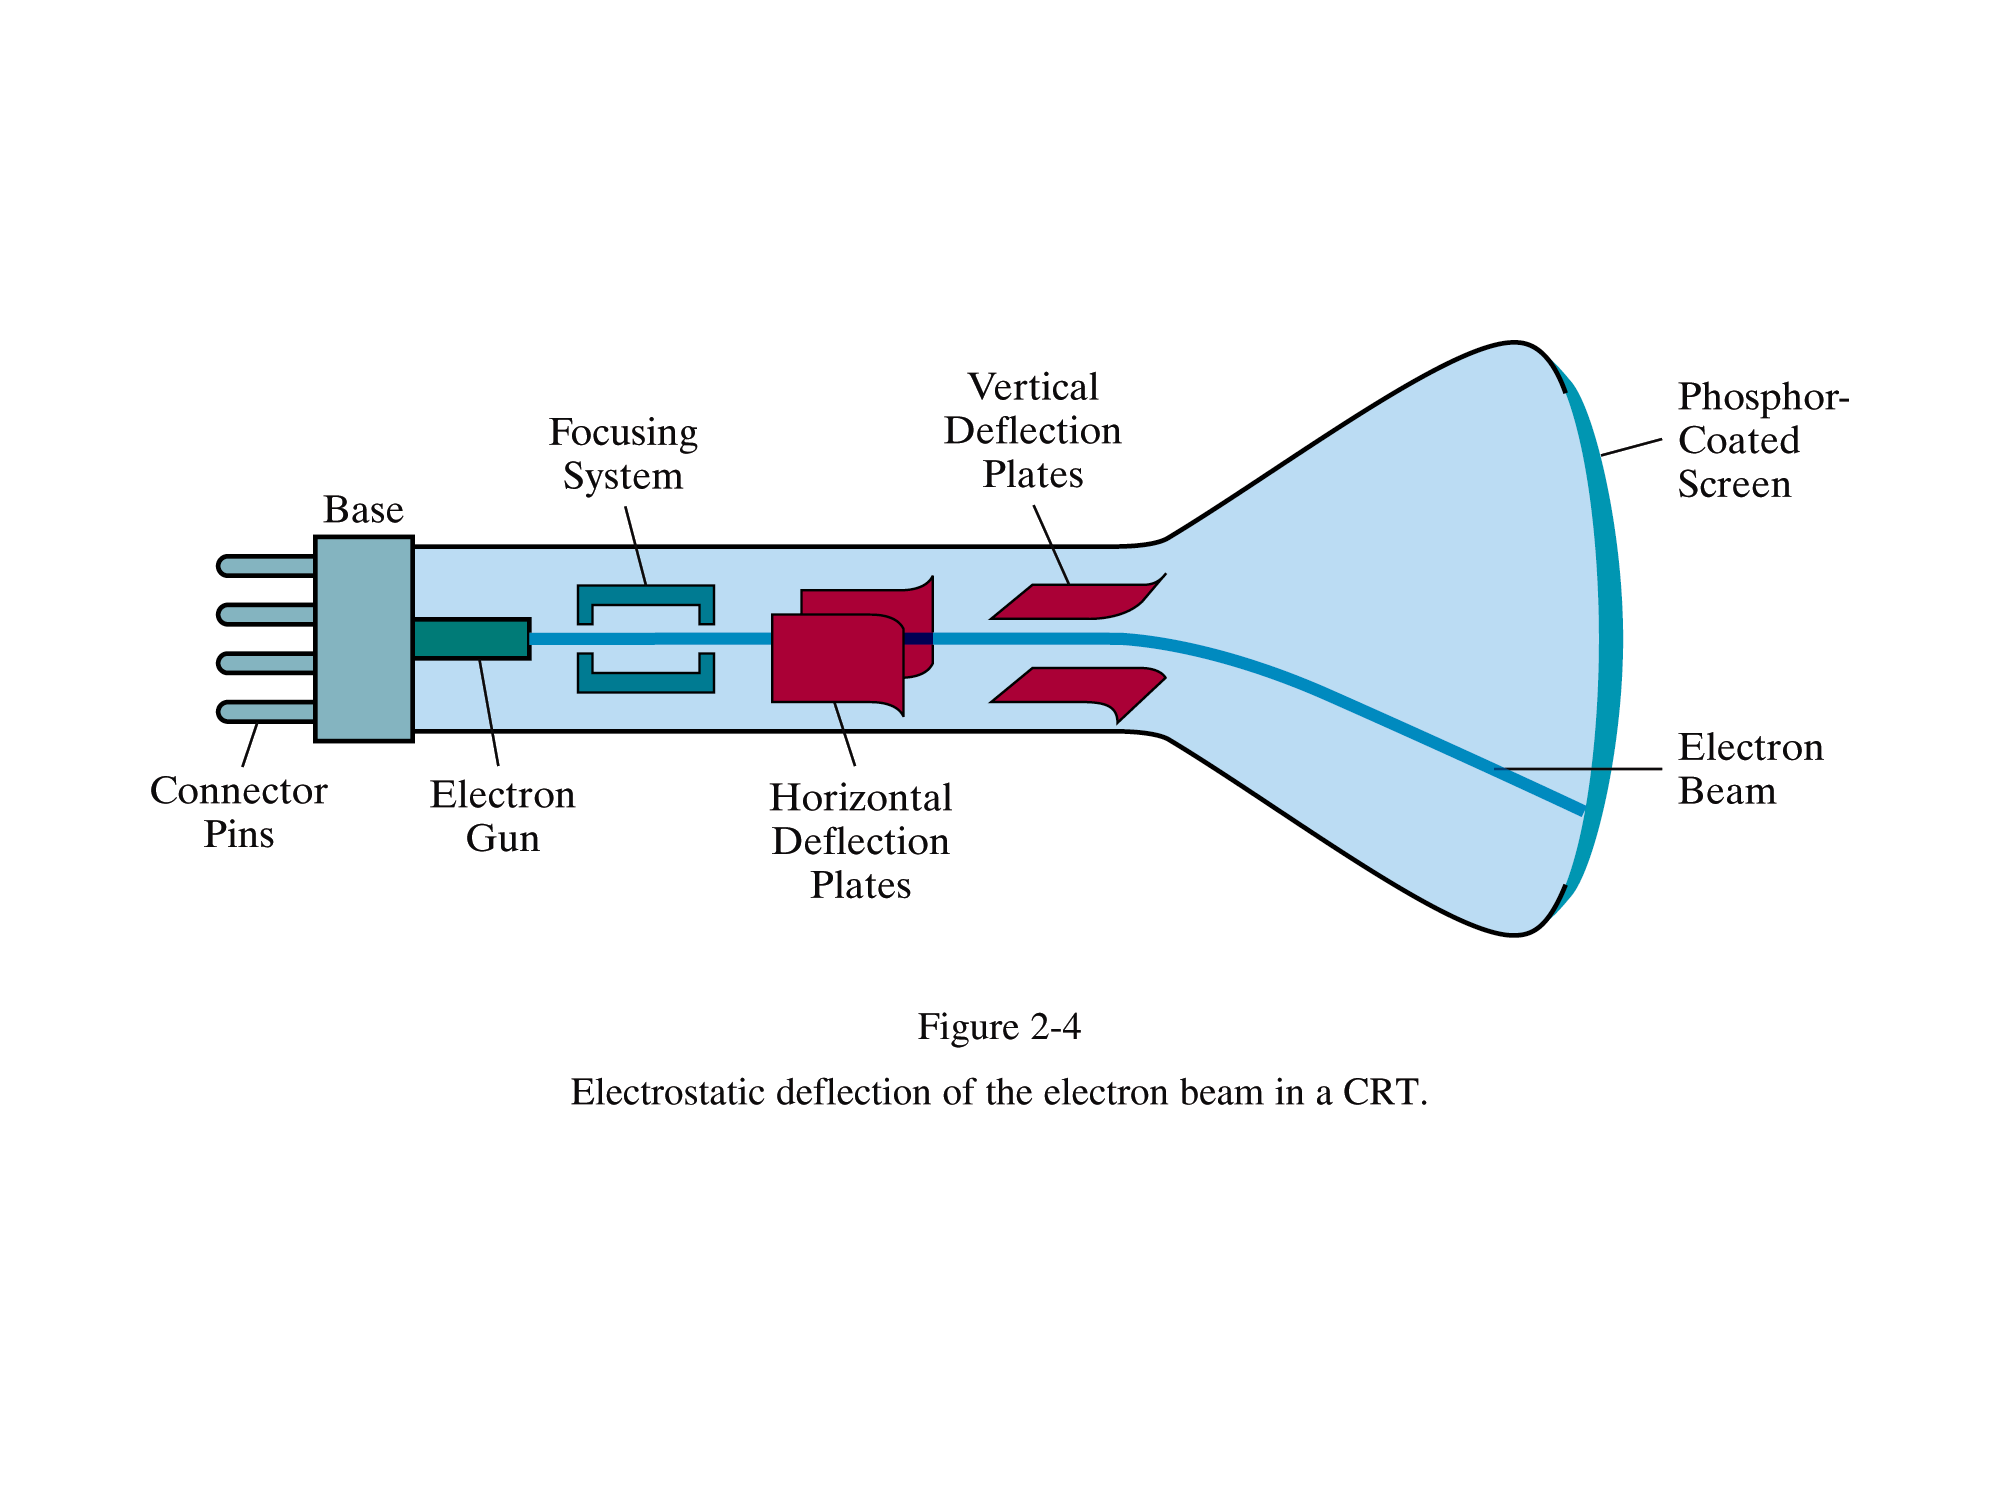 Vertical
Deflection
Plates
Focusing
System
Base
Phosphor-
Coated
Screen
Electron
Beam
Connector
Pins
Electron
Gun
Horizontal
Deflection
Plates
Figure 2-4
Electrostatic deflection of the electron beam in a CRT.